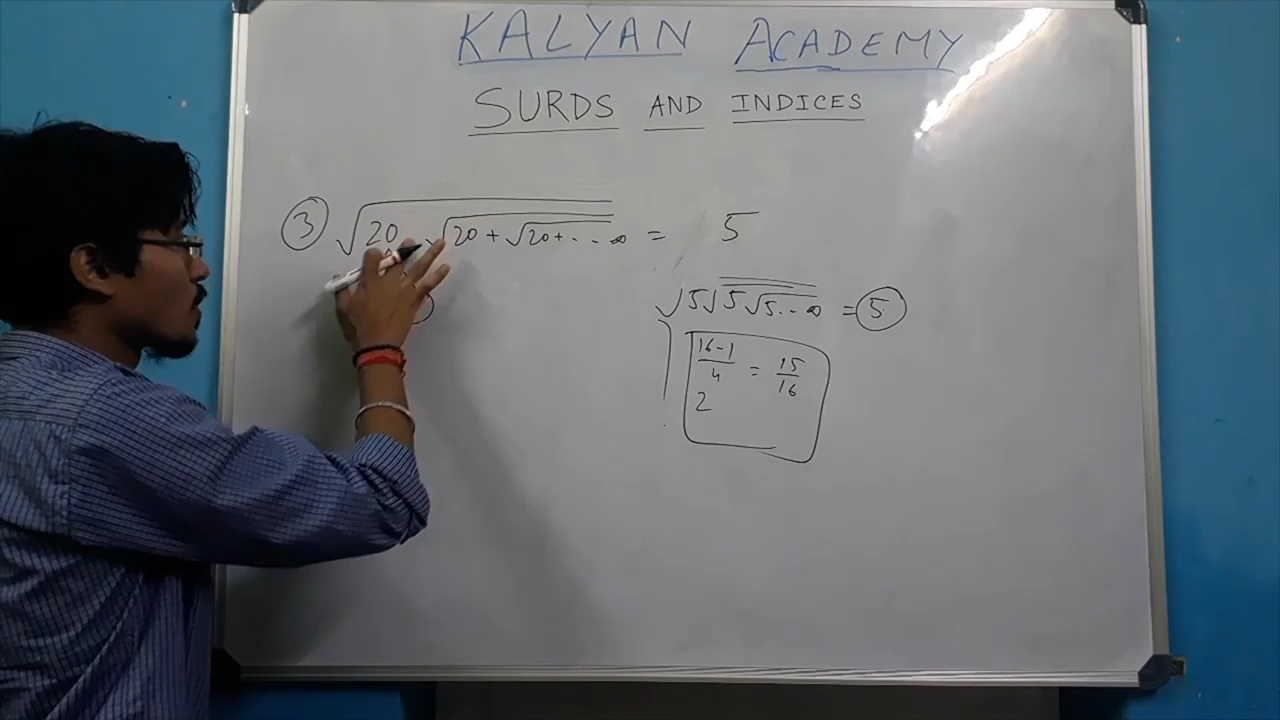 KALYAN ACADEMY
SURDS AND INDICES
③ √20 √20 + √20 + ... ∞ = 5
√5√5√5... ∞ = ⑤
16-1
4 = 15
16
2